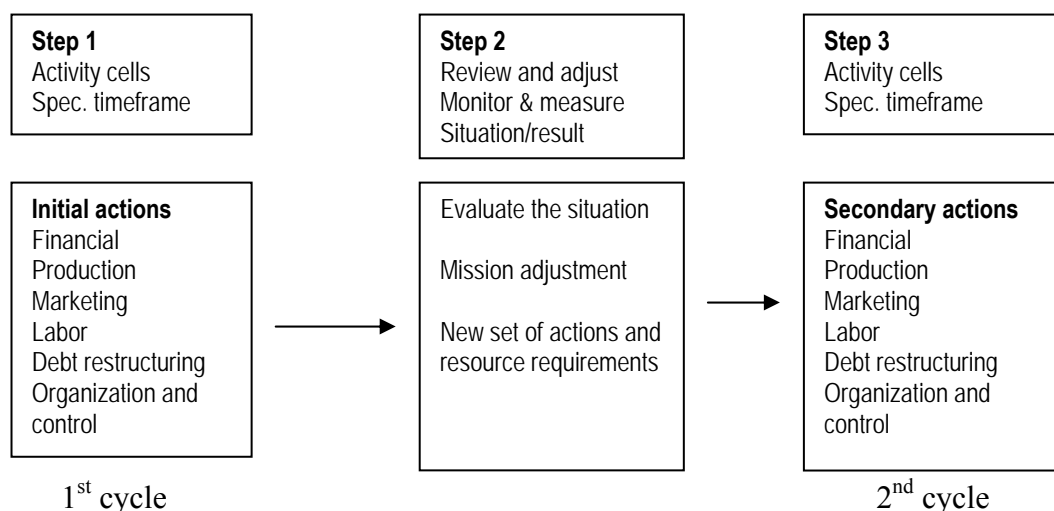 Step 1
Activity cells
Spec. timeframe
Step 2
Review and adjust
Monitor & measure
Situation/result
Step 3
Activity cells
Spec. timeframe
Initial actions
Financial
Production
Marketing
Labor
Debt restructuring
Organization and
control
Evaluate the situation
Mission adjustment
New set of actions and
resource requirements
Secondary actions
Financial
Production
Marketing
Labor
Debt restructuring
Organization and
control
1st cycle
2nd cycle